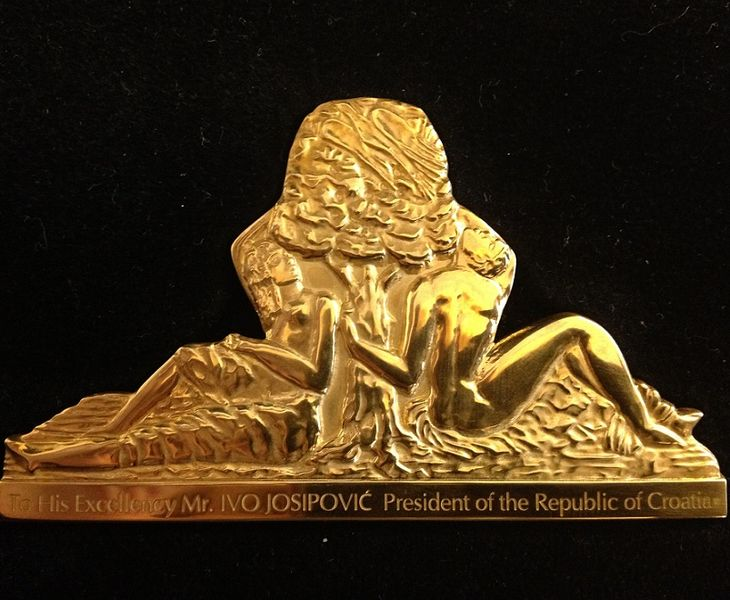 To His Excellency Mr. IVO JOSIPOVIĆ President of the Republic of Croatia